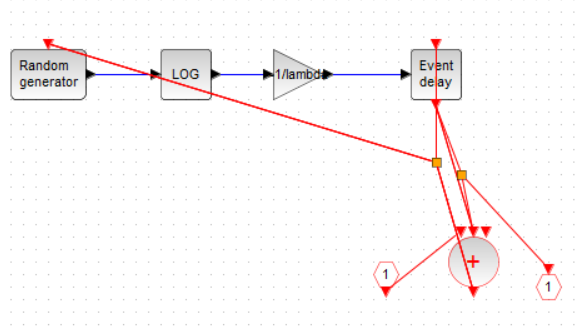 Random
generator
LOG
1/lambda
Event
delay
+
1
1